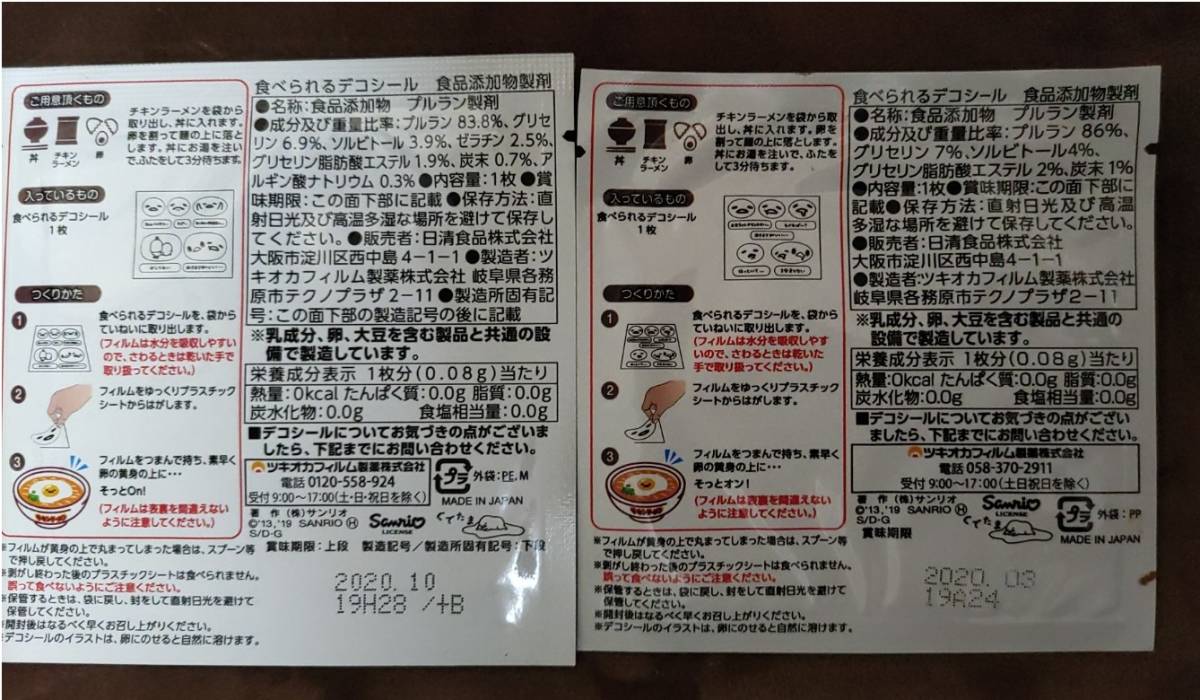 ご用意頂くもの
丼
チキン
ラーメン
卵
チキンラーメンを袋から
取り出し、丼に入れます。
卵を割って麺の上に落と
します。丼にお湯を注い
で、ふたをして3分待ちます。
入っているもの
食べられるデコシール
1枚
つくりかた
1
食べられるデコシールを、袋から
ていねいに取り出します。
(フィルムは水分を吸収しやすい
ので、さわるときは乾いた手で
取り扱ってください。)
2
フィルムをゆっくりプラスチック
シートからはがします。
3
フィルムをつまんで持ち、素早く
卵の黄身の上に・・・
そっとOn!
(フィルムは表裏を間違えない
ように注意してください。)
※フィルムが黄身の上で丸まってしまった場合は、スプーン等
で押し戻してください。
※剥がし終わった後のプラスチックシートは食べられません。
誤って食べないようにご注意ください。
※保管するときは、袋に戻し、封をして直射日光を避けて
保管してください。
※開封後はなるべく早くお召し上がりください。
※デコシールのイラストは、卵にのせると自然に溶けます。
食べられるデコシール 食品添加物製剤
●名称:食品添加物 プルラン製剤
●成分及び重量比率:プルラン 83.8%、グリセ
リン 6.9%、ソルビトール 3.9%、ゼラチン 2.5%、
グリセリン脂肪酸エステル 1.9%、炭末 0.7%、ア
ルギン酸ナトリウム 0.3%●内容量:1枚●賞
味期限:この面下部に記載●保存方法:直
射日光及び高温多湿な場所を避けて保存し
てください。●販売者:日清食品株式会社
大阪市淀川区西中島4-1-1●製造者:ツ
キオカフィルム製薬株式会社 岐阜県各務
原市テクノプラザ2-11●製造所固有記
号:この面下部の製造記号の後に記載
※乳成分、卵、大豆を含む製品と共通の設
備で製造しています。
栄養成分表示 1枚分(0.08g)当たり
熱量:0kcal たんぱく質:0.0g 脂質:0.0g
炭水化物:0.0g 食塩相当量:0.0g
■デコシールについてお気づきの点がございま
したら、下記までにお問い合わせください。
ツキオカフィルム製薬株式会社
電話 0120-558-924
受付 9:00〜17:00(土・日・祝日を除く)
プラ
外袋:PE,M
MADE IN JAPAN
著作 (株)サンリオ
©'13,'19 SANRIO Ⓗ
S/D・G
Sanrio
LICENSE
ぐでたま
賞味期限:上段 製造記号/製造所固有記号:下段
2020.10
19H28 /+B
ご用意頂くもの
丼
チキン
ラーメン
卵
チキンラーメンを袋から取り
出し、丼に入れます。卵を
割って麺の上に落とします。
丼にお湯を注いで、ふたを
して3分待ちます。
入っているもの
食べられるデコシール
1枚
つくりかた
1
食べられるデコシールを、袋から
ていねいに取り出します。
(フィルムは水分を吸収しやす
いので、さわるときは乾いた
手で取り扱ってください。)
2
フィルムをゆっくりプラスチック
シートからはがします。
3
フィルムをつまんで持ち、素早く
卵の黄身の上に・・・
そっとオン!
(フィルムは表裏を間違えない
ように注意してください。)
※フィルムが黄身の上で丸まってしまった場合は、スプーン等
で押し戻してください。
※剥がし終わった後のプラスチックシートは食べられません。
誤って食べないようにご注意ください。
※保管するときは、袋に戻し、封をして直射日光を避けて
保管してください。
※開封後はなるべく早くお召し上がりください。
※デコシールのイラストは、卵にのせると自然に溶けます。
食べられるデコシール 食品添加物製剤
●名称:食品添加物 プルラン製剤
●成分及び重量比率:プルラン 86%、
グリセリン 7%、ソルビトール4%、
グリセリン脂肪酸エステル 2%、炭末 1%
●内容量:1枚●賞味期限:この面下部に
記載●保存方法:直射日光及び高温
多湿な場所を避けて保存してください。
●販売者:日清食品株式会社
大阪市淀川区西中島4-1-1
●製造者:ツキオカフィルム製薬株式会社
岐阜県各務原市テクノプラザ2-11
※乳成分、卵、大豆を含む製品と共通の
設備で製造しています。
栄養成分表示 1枚分(0.08g)当たり
熱量:0kcal たんぱく質:0.0g 脂質:0.0g
炭水化物:0.0g 食塩相当量:0.0g
■デコシールについてお気づきの点がござい
ましたら、下記までにお問い合わせください。
ツキオカフィルム製薬株式会社
電話 058-370-2911
受付 9:00〜17:00(土日祝日を除く)
著作 (株)サンリオ
©'13,'19 SANRIO Ⓗ
S/D-G
Sanrio
LICENSE
ぐでたま
プラ
外袋:PP
MADE IN JAPAN
賞味期限
2020.03
19A24